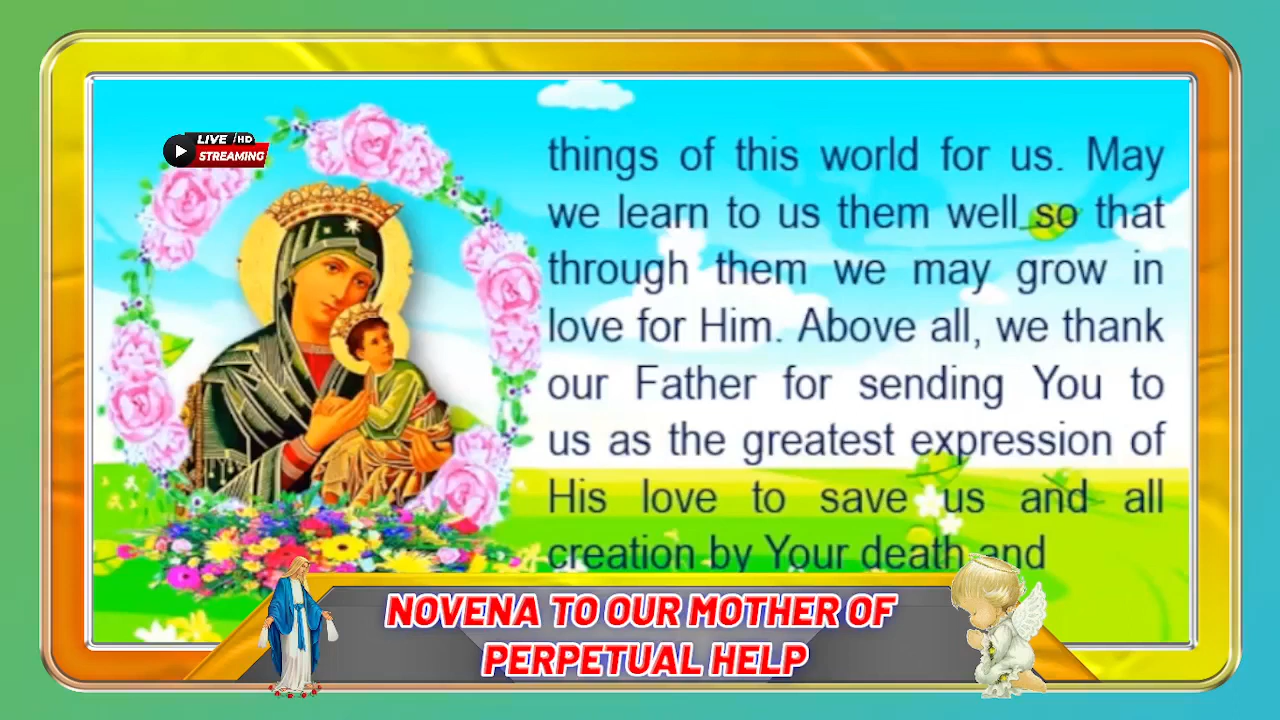 LIVE /HD
STREAMING
things of this world for us. May
we learn to us them well so that
through them we may grow in
love for Him. Above all, we thank
our Father for sending You to
us as the greatest expression of
His love to save us and all
creation by Your death and
NOVENA TO OUR MOTHER OF
PERPETUAL HELP